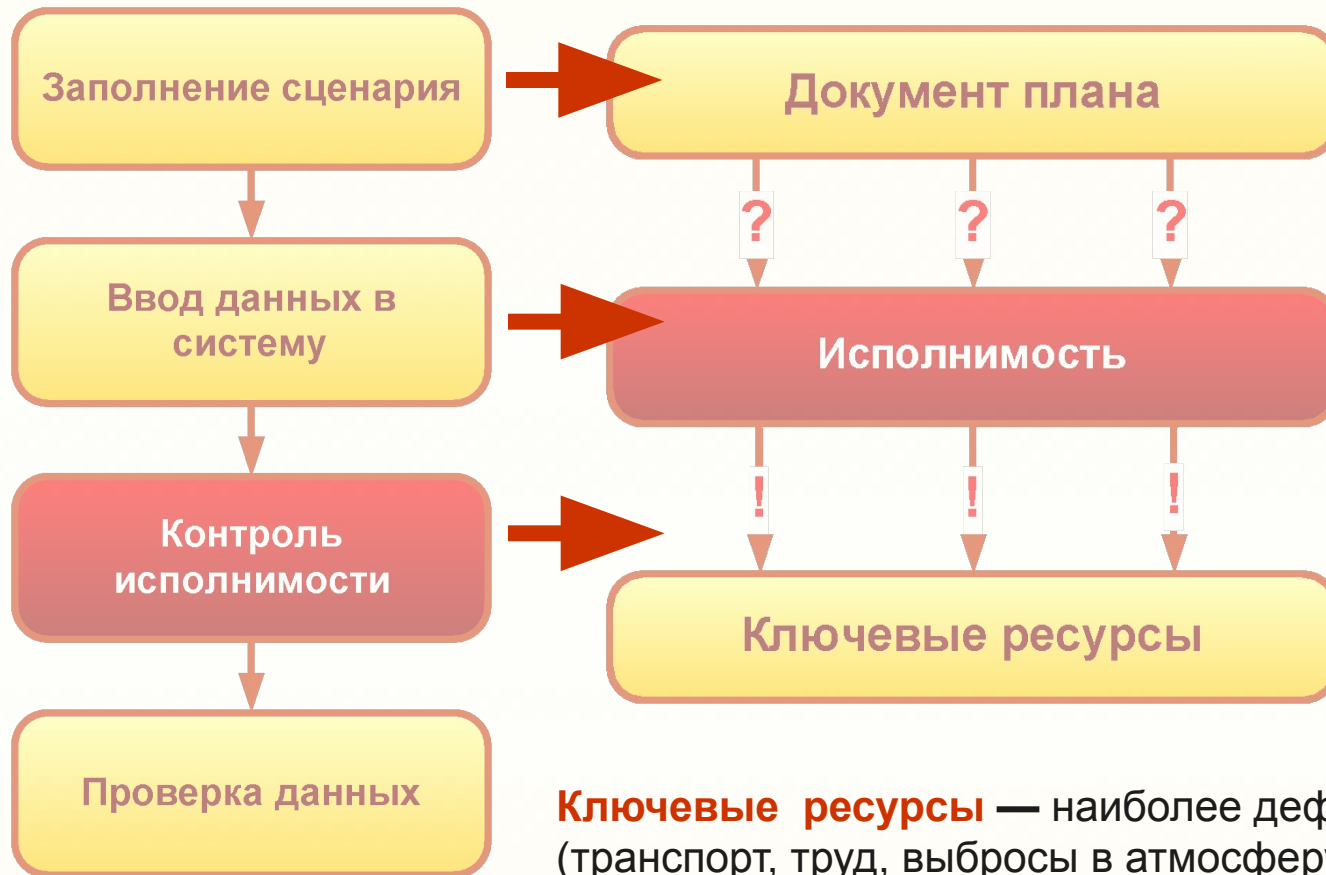 Заполнение сценария
Ввод данных в
систему
Контроль
исполнимости
Проверка данных
Документ плана
?
?
?
Исполнимость
!
!
!
Ключевые ресурсы
Ключевые ресурсы — наиболее деф
(транспорт, труд, выбросы в атмосферу